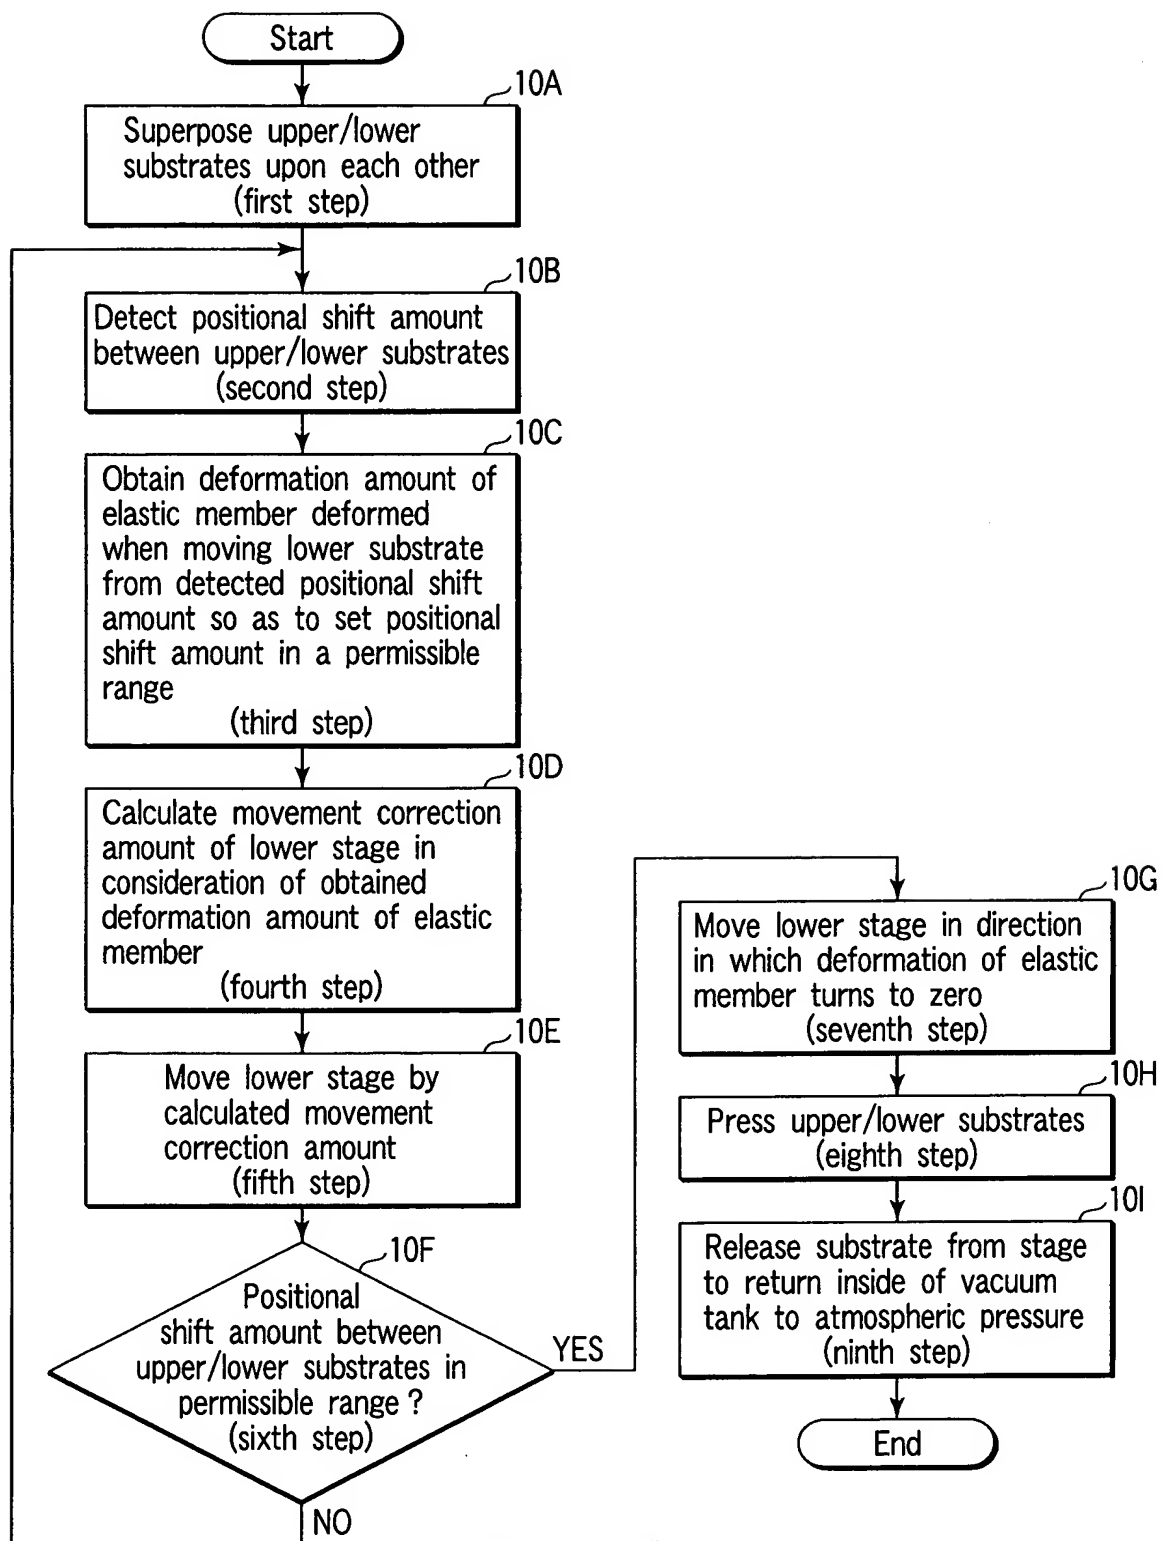 Start
10A
Superpose upper/lower
substrates upon each other
(first step)
10B
Detect positional shift amount
between upper/lower substrates
(second step)
10C
Obtain deformation amount of
elastic member deformed
when moving lower substrate
from detected positional shift
amount so as to set positional
shift amount in a permissible
range
(third step)
10D
Calculate movement correction
amount of lower stage in
consideration of obtained
deformation amount of elastic
member
(fourth step)
10E
Move lower stage by
calculated movement
correction amount
(fifth step)
10F
Positional
shift amount between
upper/lower substrates in
permissible range ?
(sixth step)
YES
NO
10G
Move lower stage in direction
in which deformation of elastic
member turns to zero
(seventh step)
10H
Press upper/lower substrates
(eighth step)
10I
Release substrate from stage
to return inside of vacuum
tank to atmospheric pressure
(ninth step)
End